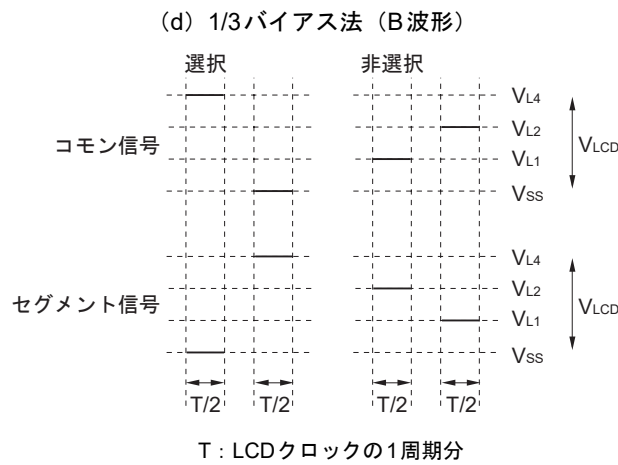 (d) 1/3バイアス法（B波形）
選択 非選択
VL4
コモン信号 VL2
VL1
VSS
VLCD
VL4
セグメント信号 VL2
VL1
VSS
VLCD
T/2 T/2 T/2 T/2
T：LCDクロックの1周期分